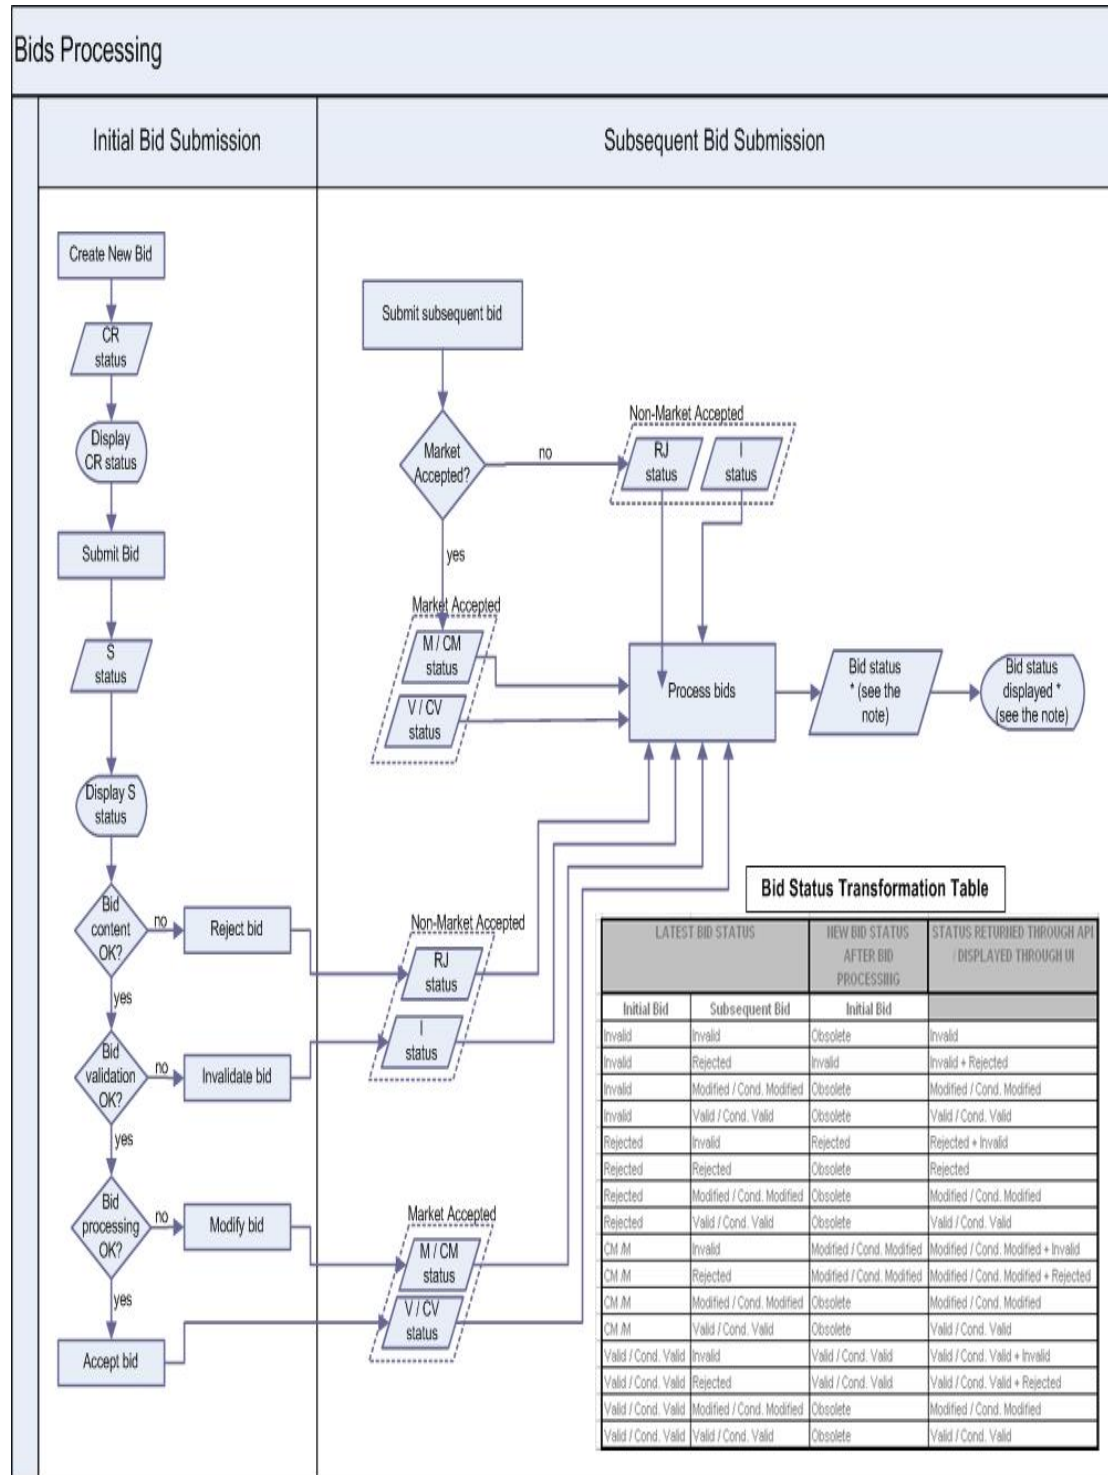 Bids Processing
Initial Bid Submission
Subsequent Bid Submission
Create New Bid
CR
status
Display
CR status
Submit Bid
S
status
Display S
status
Bid
content
OK?
no
Reject bid
yes
Bid
validation
OK?
no
Invalidate bid
yes
Bid
processing
OK?
no
Modify bid
yes
Accept bid
Submit subsequent bid
Market
Accepted?
no
Non-Market Accepted
RJ
status
I
status
yes
Market Accepted
M / CM
status
V / CV
status
Process bids
Bid status
* (see the
note)
Bid status
displayed *
(see the note)
Non-Market Accepted
RJ
status
I
status
Market Accepted
M / CM
status
V / CV
status
Bid Status Transformation Table
LATEST BID STATUS
NEW BID STATUS
AFTER BID
PROCESSING
STATUS RETURNED THROUGH API
/ DISPLAYED THROUGH UI
Initial Bid Subsequent Bid Initial Bid
Invalid Invalid Obsolete Invalid
Invalid Rejected Invalid Invalid + Rejected
Invalid Modified / Cond. Modified Obsolete Modified / Cond. Modified
Invalid Valid / Cond. Valid Obsolete Valid / Cond. Valid
Rejected Invalid Rejected Rejected + Invalid
Rejected Rejected Obsolete Rejected
Rejected Modified / Cond. Modified Obsolete Modified / Cond. Modified
Rejected Valid / Cond. Valid Obsolete Valid / Cond. Valid
CM /M Invalid Modified / Cond. Modified Modified / Cond. Modified + Invalid
CM /M Rejected Modified / Cond. Modified Modified / Cond. Modified + Rejected
CM /M Modified / Cond. Modified Obsolete Modified / Cond. Modified
CM /M Valid / Cond. Valid Obsolete Valid / Cond. Valid
Valid / Cond. Valid Invalid Valid / Cond. Valid Valid / Cond. Valid + Invalid
Valid / Cond. Valid Rejected Valid / Cond. Valid Valid / Cond. Valid + Rejected
Valid / Cond. Valid Modified / Cond. Modified Obsolete Modified / Cond. Modified
Valid / Cond. Valid Valid / Cond. Valid Obsolete Valid / Cond. Valid